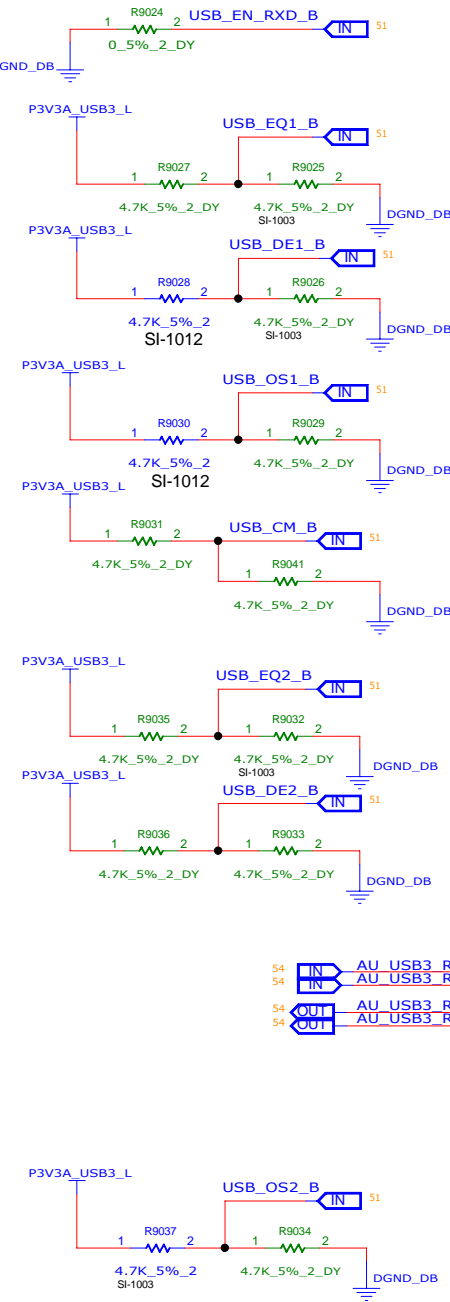 R9024
USB_EN_RXD_B
1
2
IN
51
0_5%_2_DY
GND_DB
P3V3A_USB3_L
USB_EQ1_B
IN
51
R9027
R9025
1
2
1
2
4.7K_5%_2_DY
4.7K_5%_2_DY
SI-1003
DGND_DB
P3V3A_USB3_L
USB_DE1_B
IN
51
R9028
R9026
1
2
1
2
4.7K_5%_2
4.7K_5%_2_DY
SI-1012
SI-1003
DGND_DB
P3V3A_USB3_L
USB_OS1_B
IN
51
R9030
R9029
1
2
1
2
4.7K_5%_2
4.7K_5%_2_DY
SI-1012
DGND_DB
P3V3A_USB3_L
R9031
USB_CM_B
1
2
IN
51
4.7K_5%_2_DY
R9041
1
2
4.7K_5%_2_DY
DGND_DB
P3V3A_USB3_L
USB_EQ2_B
IN
51
R9035
R9032
1
2
1
2
4.7K_5%_2_DY
4.7K_5%_2_DY
SI-1003
DGND_DB
P3V3A_USB3_L
USB_DE2_B
IN
51
R9036
R9033
1
2
1
2
4.7K_5%_2_DY
4.7K_5%_2_DY
DGND_DB
54
IN
AU_USB3_R
54
IN
AU_USB3_R
54
OUT
AU_USB3_R
54
OUT
AU_USB3_R
P3V3A_USB3_L
USB_OS2_B
IN
51
R9037
R9034
1
2
1
2
4.7K_5%_2
4.7K_5%_2_DY
SI-1003
DGND_DB